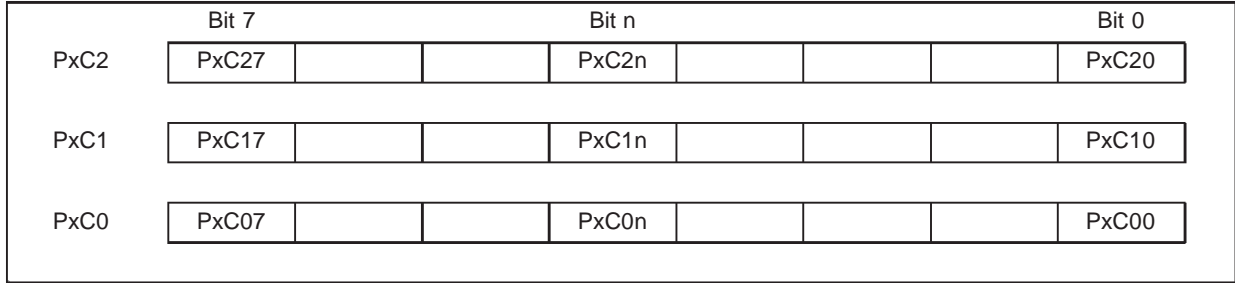 Bit 7 Bit n Bit 0
PxC2 PxC27 PxC2n PxC20
PxC1 PxC17 PxC1n PxC10
PxC0 PxC07 PxC0n PxC00